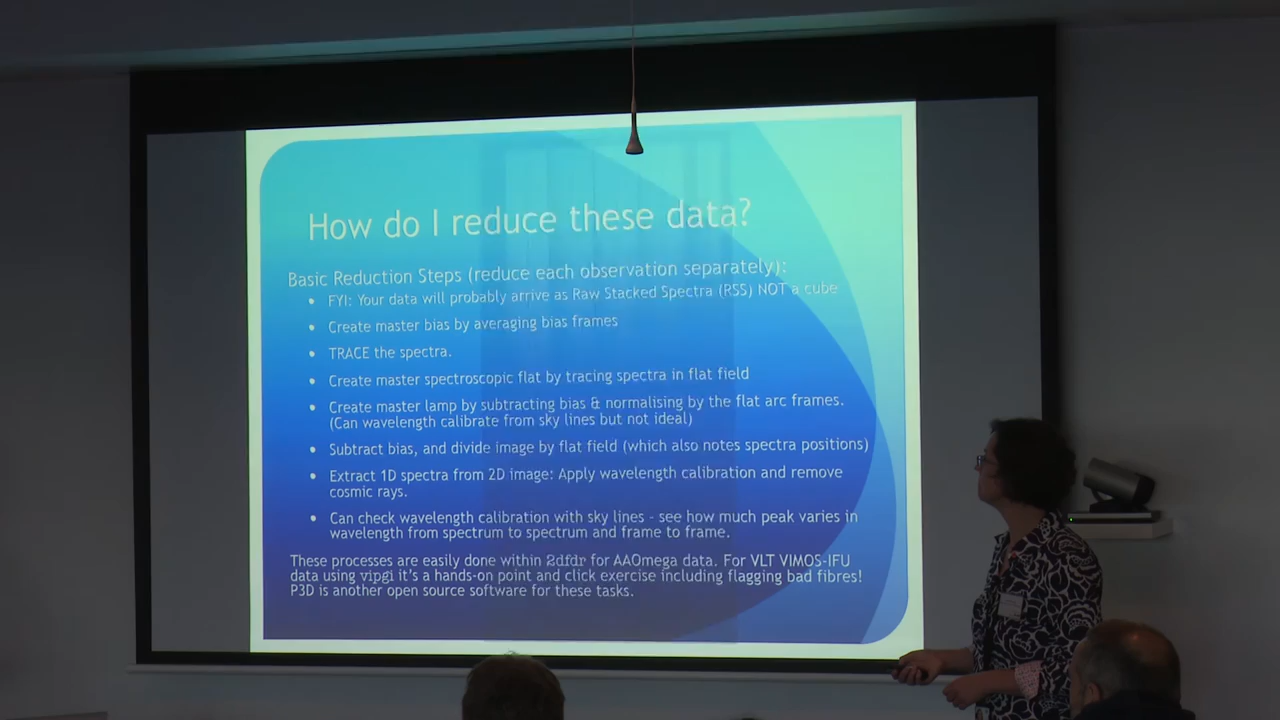 How do I reduce these data?
Basic Reduction Steps (reduce each observation separately):
• FYI: Your data will probably arrive as Raw Stacked Spectra (RSS) NOT a cube
• Create master bias by averaging bias frames
• TRACE the spectra.
• Create master spectroscopic flat by tracing spectra in flat field
• Create master lamp by subtracting bias & normalising by the flat arc frames.
(Can wavelength calibrate from sky lines but not ideal)
• Subtract bias, and divide image by flat field (which also notes spectra positions)
• Extract 1D spectra from 2D image: Apply wavelength calibration and remove
cosmic rays.
• Can check wavelength calibration with sky lines - see how much peak varies in
wavelength from spectrum to spectrum and frame to frame.
These processes are easily done within 2dfdr for AAOmega data. For VLT VIMOS-IFU
data using vipgi it's a hands-on point and click exercise including flagging bad fibres!
P3D is another open source software for these tasks.